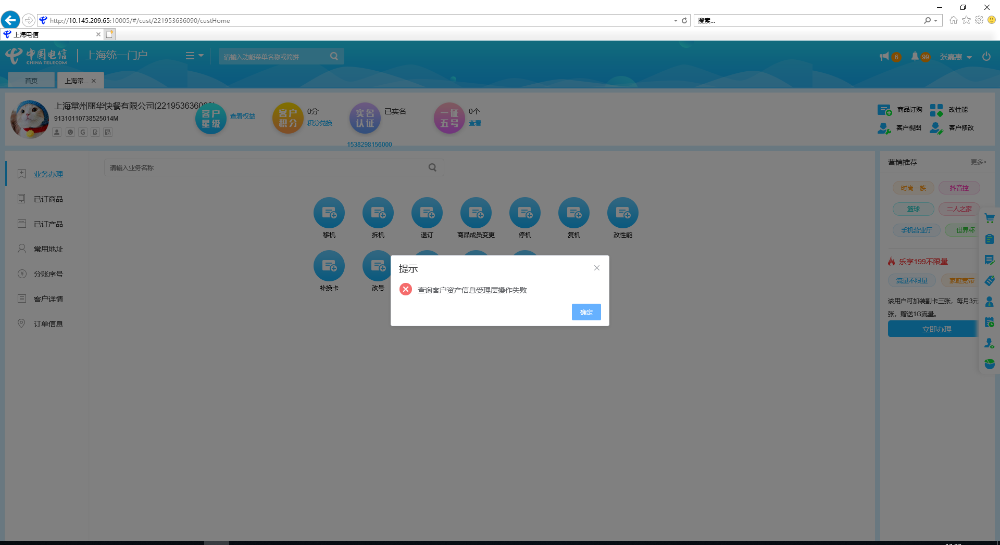 http://10.145.209.65:10005/#/cust/221953636090/custHome
搜索...
上海电信
中国电信
CHINA TELECOM
上海统一门户
请输入功能菜单名称或简拼
6
99
张嘉惠
首页
上海常...
上海常州丽华快餐有限公司(221953636090)
91310110738525014M
客户星级
查看权益
客户积分
0分
积分兑换
实名认证
已实名
1538298156000
一证五号
0个
查看
商品订购
改性能
客户视图
客户修改
业务办理
已订商品
已订产品
常用地址
分账序号
客户详情
订单信息
请输入业务名称
移机
拆机
退订
商品成员变更
停机
复机
改性能
补换卡
改号
提示
查询客户资产信息受理层操作失败
确定
营销推荐
更多>
时尚一族
抖音控
篮球
二人之家
手机营业厅
世界杯
乐享199不限量
流量不限量
家庭宽带
该用户可加装副卡三张，每月3元
张，赠送1G流量。
立即办理